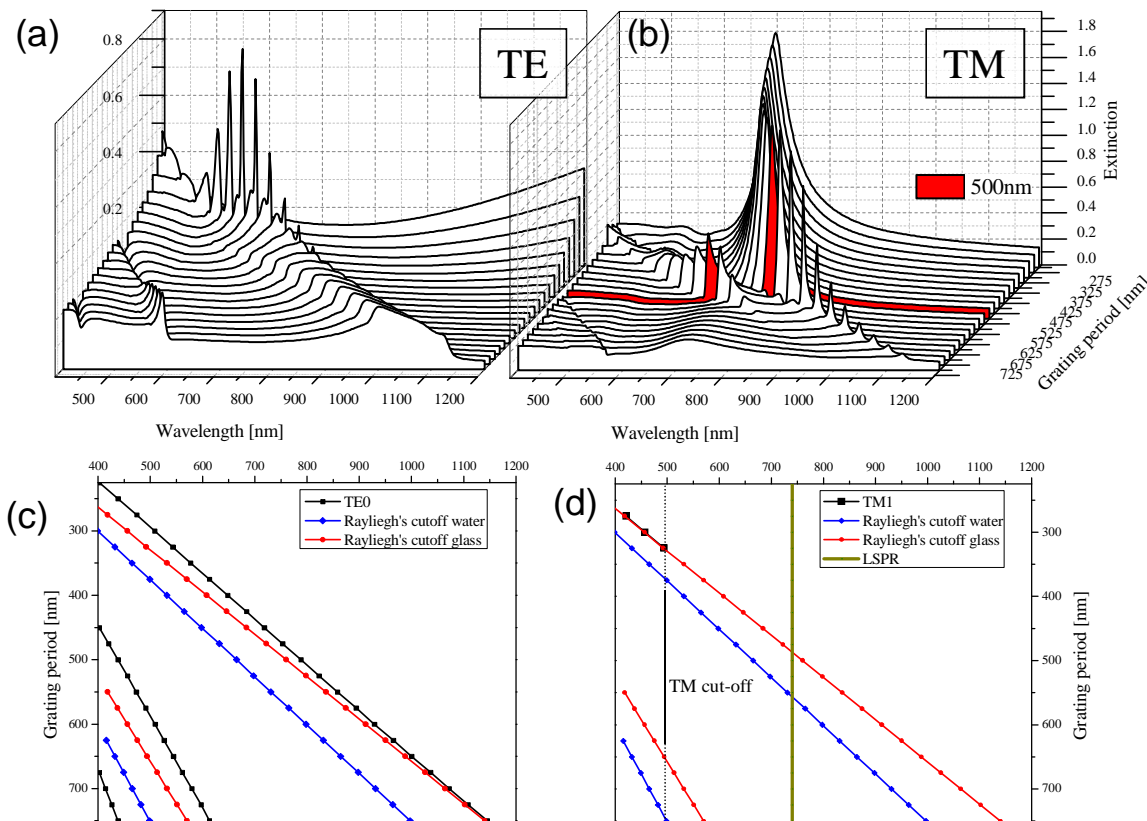 (a)
TE
0.8
0.6
0.4
0.2
500 600 700 800 900 1000 1100 1200
Wavelength [nm]
(b)
TM
500nm
1.8
1.6
1.4
1.2
1.0
0.8
0.6
0.4
0.2
0.0
Extinction
275
325
375
425
475
525
575
625
675
725
Grating period [nm]
500 600 700 800 900 1000 1100 1200
Wavelength [nm]
(c)
400 500 600 700 800 900 1000 1100 1200
TE0
Rayliegh's cutoff water
Rayliegh's cutoff glass
300
400
500
600
700
Grating period [nm]
(d)
400 500 600 700 800 900 1000 1100 1200
TM1
Rayliegh's cutoff water
Rayliegh's cutoff glass
LSPR
TM cut-off
300
400
500
600
700
Grating period [nm]